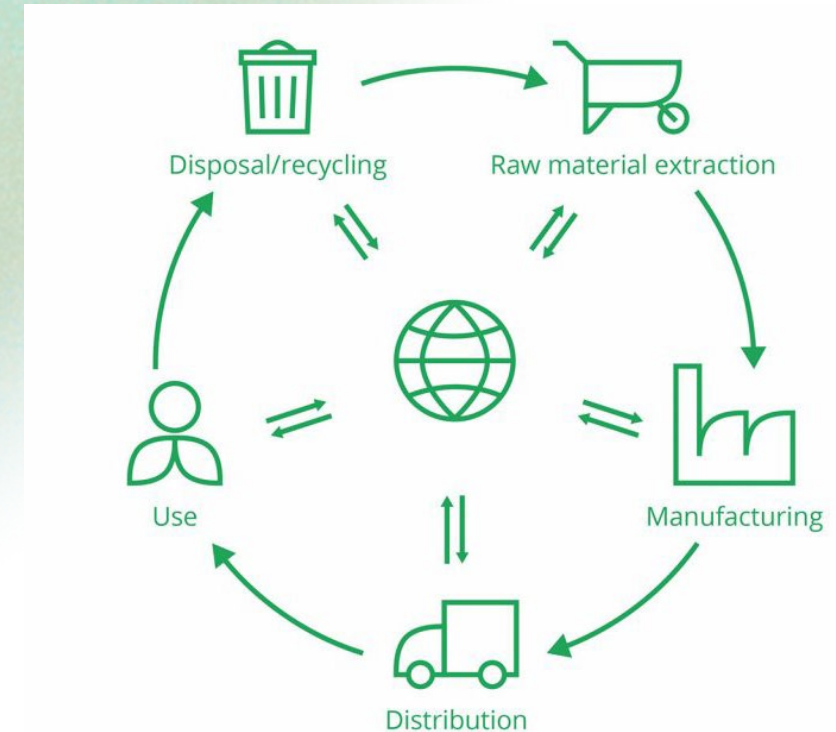 Disposal/recycling
Raw material extraction
Use
Manufacturing
Distribution